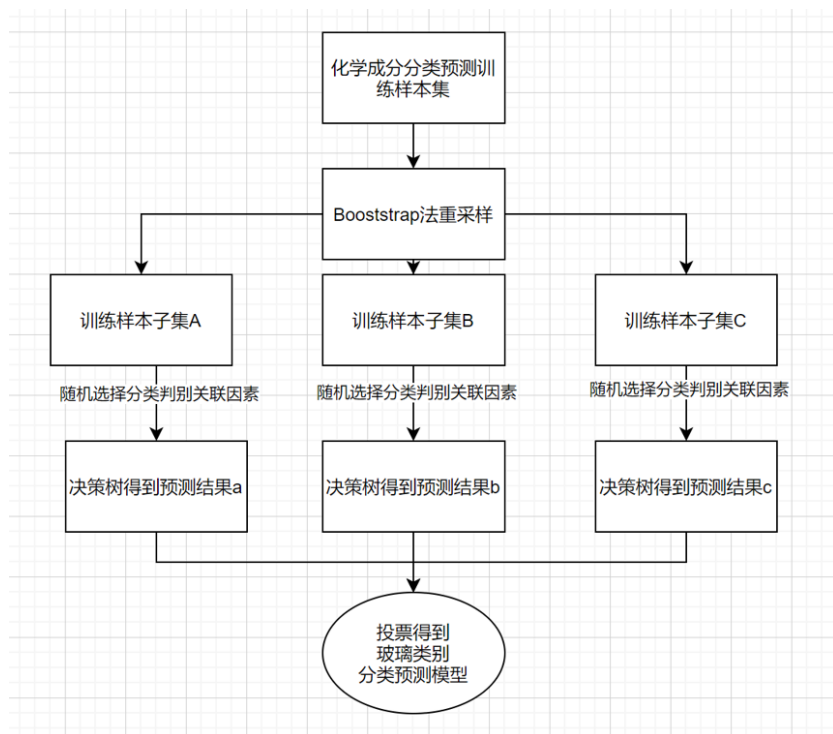 化学成分分类预测训
练样本集
Booststrap法重采样
训练样本子集A
训练样本子集B
训练样本子集C
随机选择分类判别关联因素
随机选择分类判别关联因素
随机选择分类判别关联因素
决策树得到预测结果a
决策树得到预测结果b
决策树得到预测结果c
投票得到
玻璃类别
分类预测模型